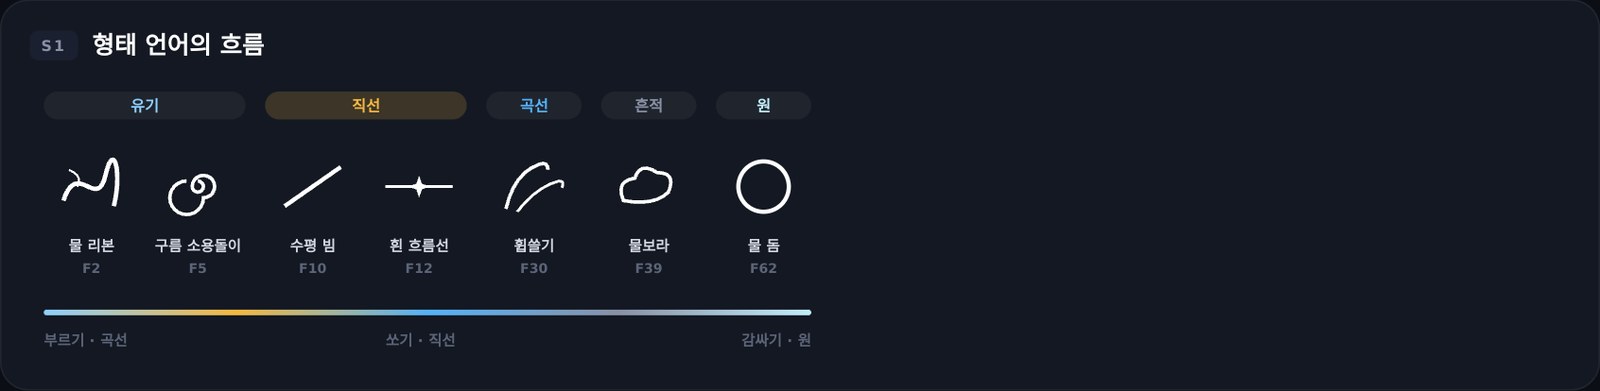 S1 형태 언어의 흐름
유기 직선 곡선 흔적 원
물 리본 구름 소용돌이 수평 빔 흰 흐름선 휩쓸기 물보라 물 돔
F2 F5 F10 F12 F30 F39 F62
부르기 · 곡선 쏘기 · 직선 감싸기 · 원